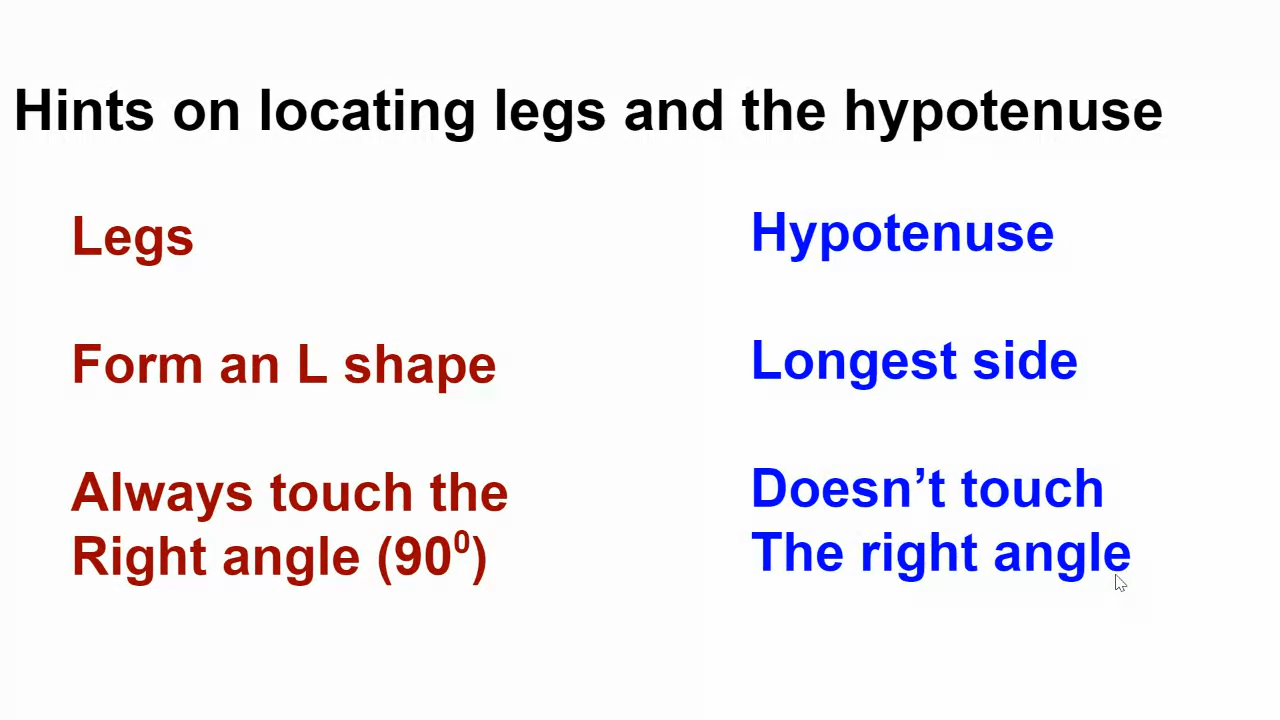 Hints on locating legs and the hypotenuse
Legs
Form an L shape
Always touch the
Right angle (90⁰)
Hypotenuse
Longest side
Doesn’t touch
The right angle